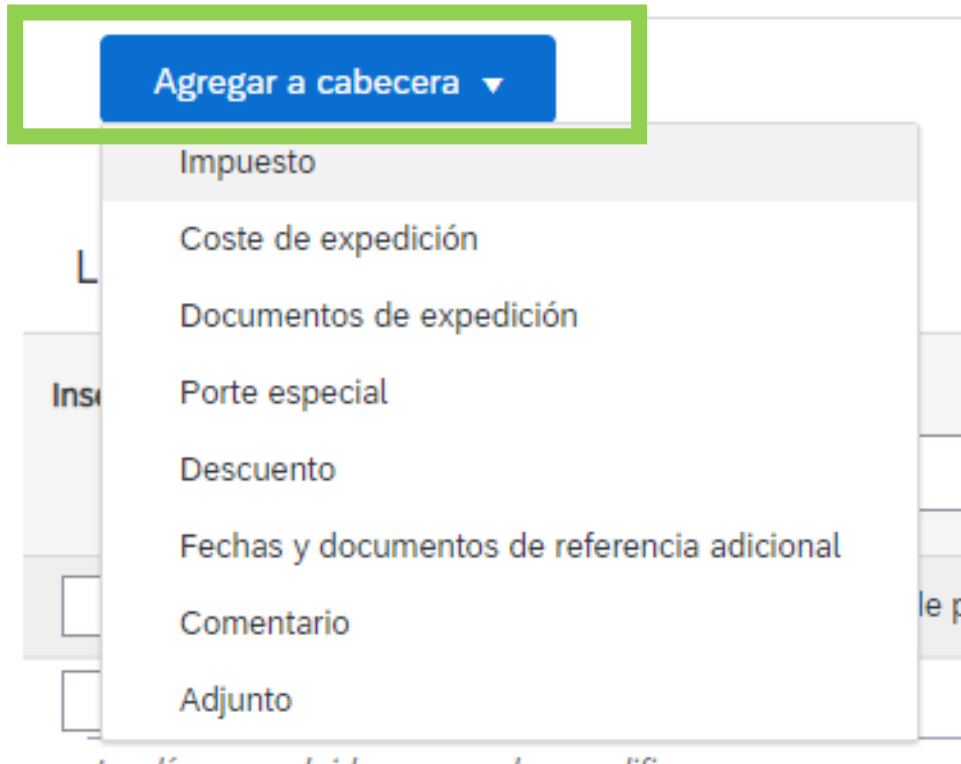 Agregar a cabecera
Impuesto
Coste de expedición
Documentos de expedición
Porte especial
Descuento
Fechas y documentos de referencia adicional
Comentario
Adjunto